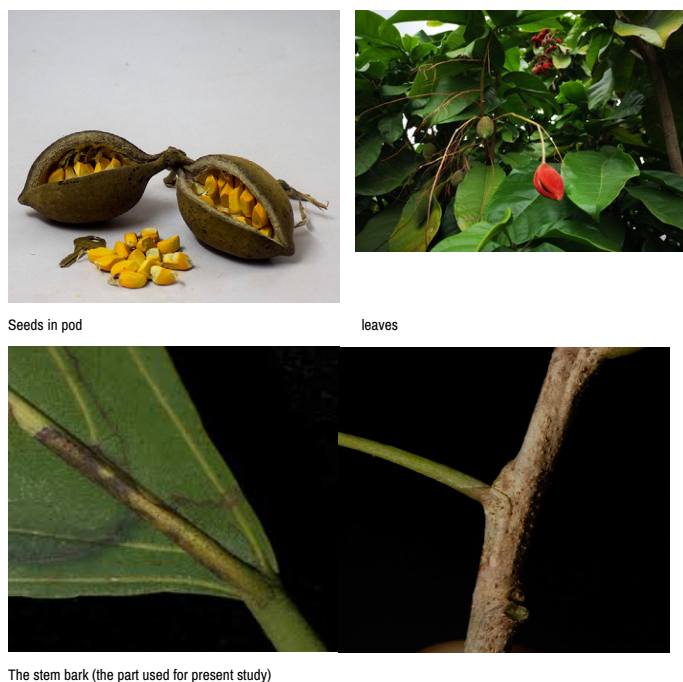 Seeds in pod
leaves
The stem bark (the part used for present study)